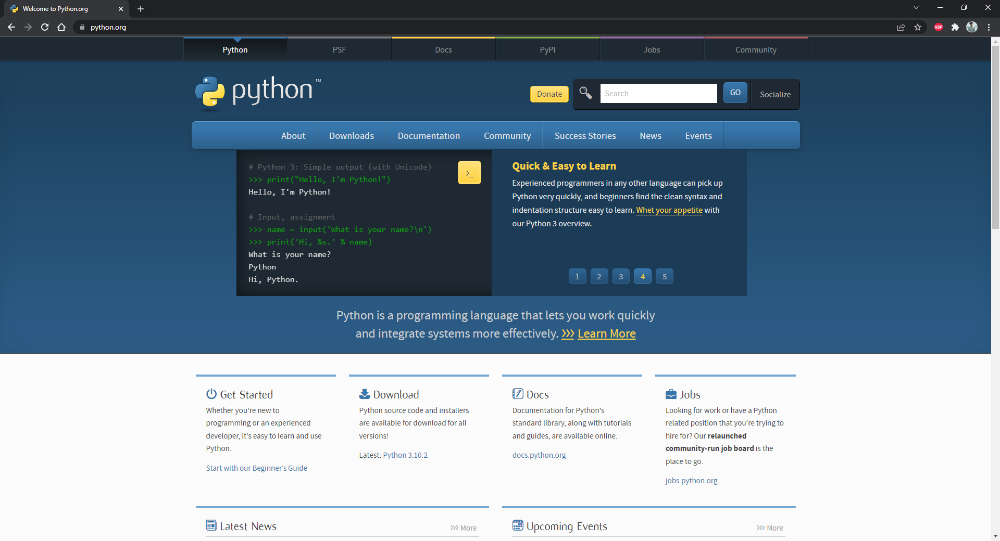 Welcome to Python.org
python.org
ABP
Python PSF Docs PyPI Jobs Community
python™
Donate Search GO Socialize
About Downloads Documentation Community Success Stories News Events
# Python 3: Simple output (with Unicode)
>>> print("Hello, I'm Python!")
Hello, I'm Python!
# Input, assignment
>>> name = input('What is your name?\n')
>>> print('Hi, %s.' % name)
What is your name?
Python
Hi, Python.
>_
Quick & Easy to Learn
Experienced programmers in any other language can pick up
Python very quickly, and beginners find the clean syntax and
indentation structure easy to learn. Whet your appetite with
our Python 3 overview.
1 2 3 4 5
Python is a programming language that lets you work quickly
and integrate systems more effectively. >>> Learn More
Get Started
Whether you're new to
programming or an experienced
developer, it's easy to learn and use
Python.
Start with our Beginner’s Guide
Download
Python source code and installers
are available for download for all
versions!
Latest: Python 3.10.2
Docs
Documentation for Python's
standard library, along with tutorials
and guides, are available online.
docs.python.org
Jobs
Looking for work or have a Python
related position that you're trying to
hire for? Our relaunched
community-run job board is the
place to go.
jobs.python.org
Latest News
>>> More
Upcoming Events
>>> More